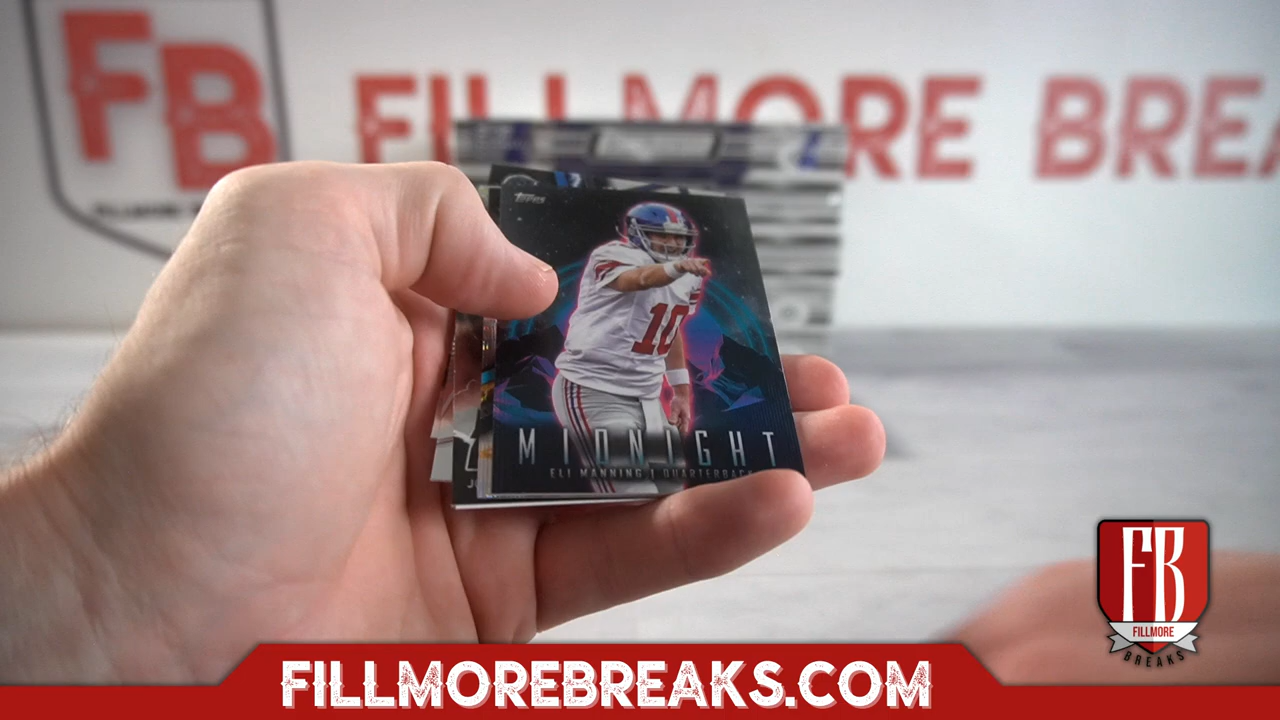 FB
FILLMORE BREA
Topps
10
MIDNIGHT
ELI MANNING | QUARTERBACK
FB
FILLMORE
BREAKS
FILLMOREBREAKS.COM